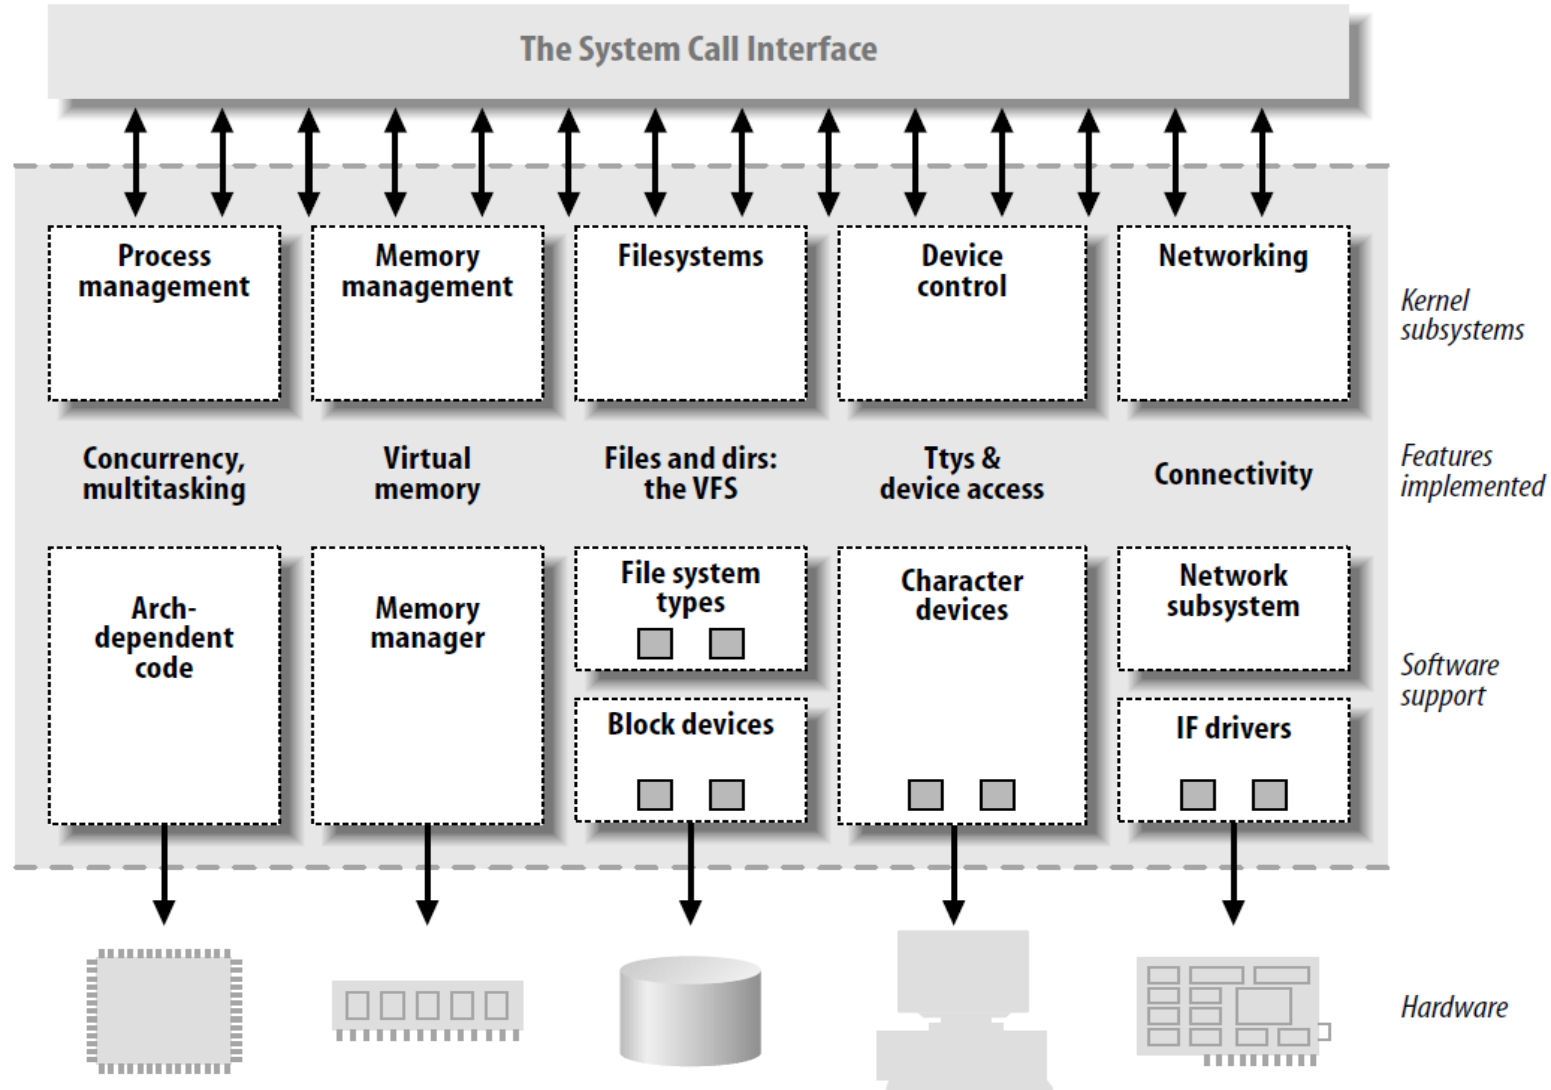 The System Call Interface
Process
management
Memory
management
Filesystems
Device
control
Networking
Kernel
subsystems
Concurrency,
multitasking
Virtual
memory
Files and dirs:
the VFS
Ttys &
device access
Connectivity
Features
implemented
Arch-
dependent
code
Memory
manager
File system
types
Block devices
Character
devices
Network
subsystem
IF drivers
Software
support
Hardware